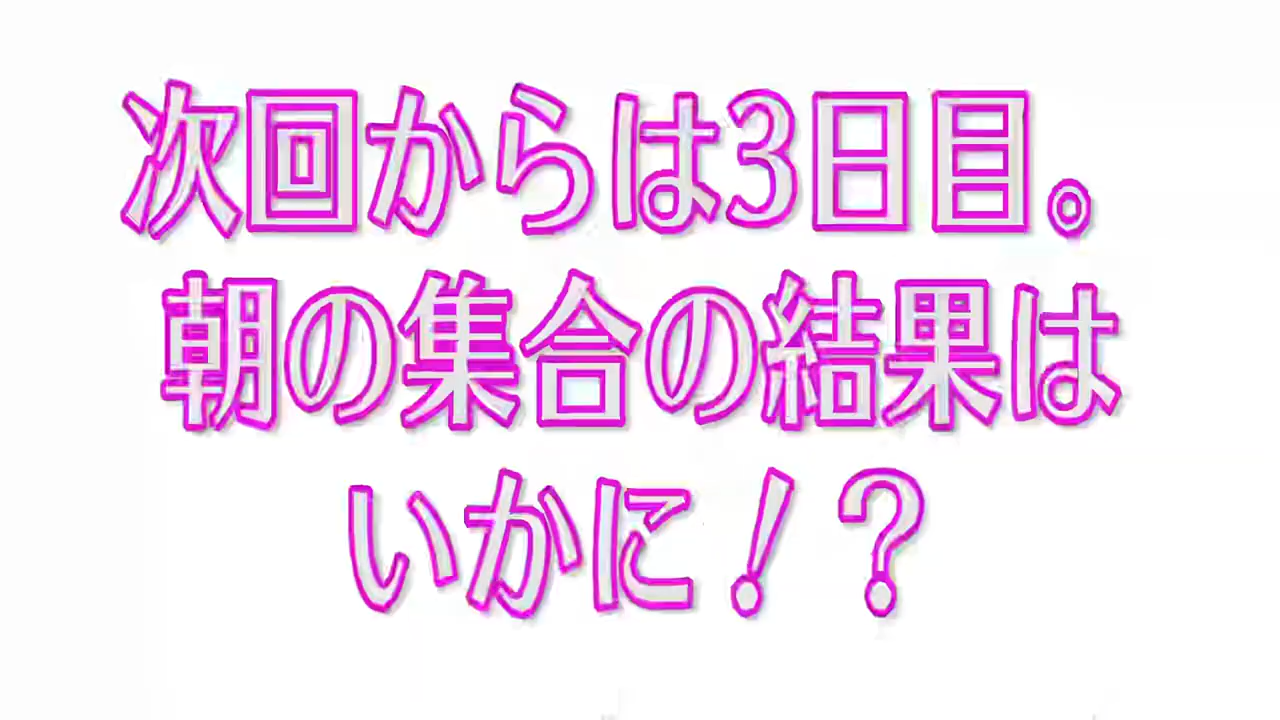 次回からは3日目。
朝の集合の結果は
いかに！？